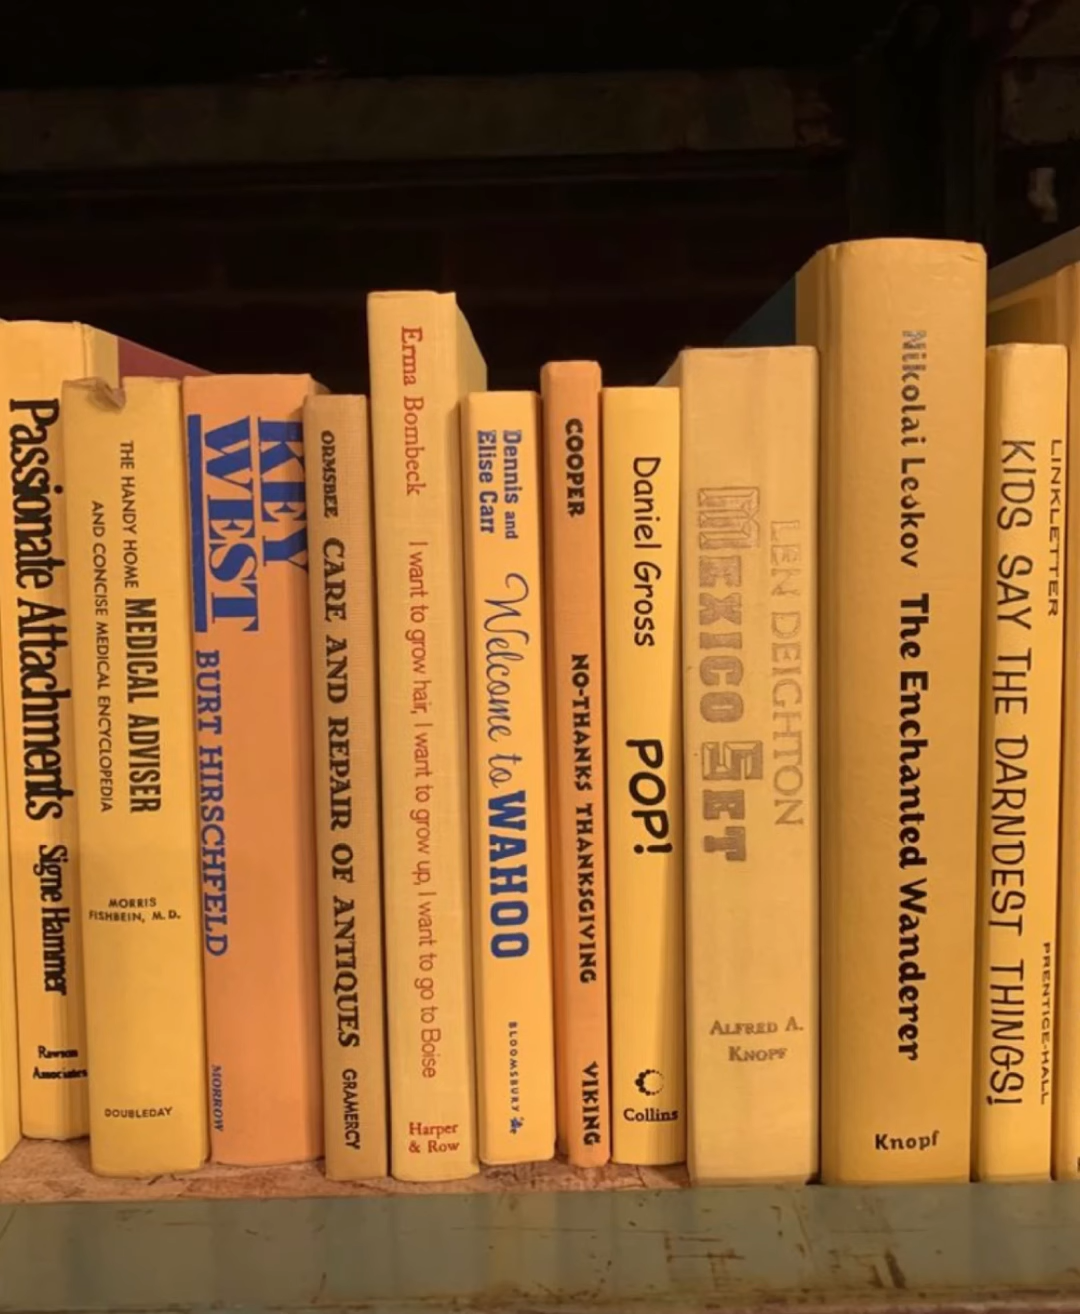 Passionate Attachments Signe Hammer
Rawson
Associates
THE HANDY HOME MEDICAL ADVISER
AND CONCISE MEDICAL ENCYCLOPEDIA
MORRIS
FISHBEIN, M. D.
DOUBLEDAY
KEY
WEST
BURT HIRSCHFELD
MORROW
ORMSBEE CARE AND REPAIR OF ANTIQUES GRAMERCY
Erma Bombeck I want to grow hair, I want to grow up, I want to go to Boise
Harper
& Row
Dennis and
Elise Carr
Welcome to WAHOO
BLOOMSBURY
COOPER NO-THANKS THANKSGIVING VIKING
Daniel Gross POP!
Collins
LEN DEIGHTON
MEXICO SET
ALFRED A.
KNOPF
Nikolai Leskov The Enchanted Wanderer
Knopf
LINKLETTER
KIDS SAY THE DARNDEST THINGS!
PRENTICE-HALL